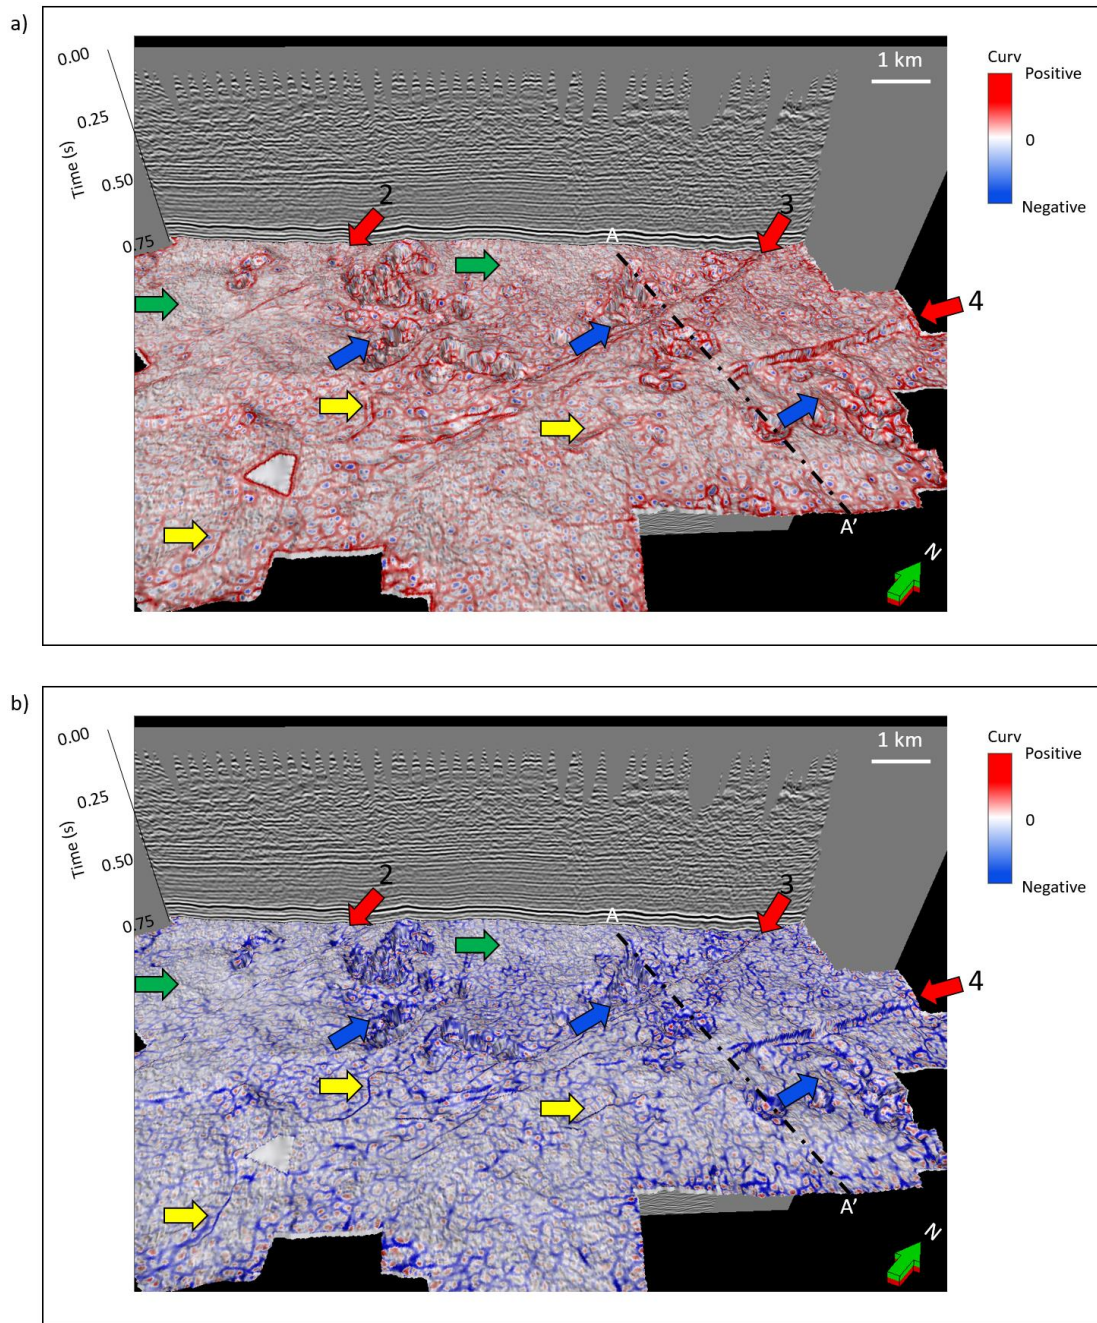 a)
0.00
0.25
0.50
0.75
Time (s)
1 km
Curv
Positive
0
Negative
2
3
4
A
A'
N
b)
0.00
0.25
0.50
0.75
Time (s)
1 km
Curv
Positive
0
Negative
2
3
4
A
A'
N